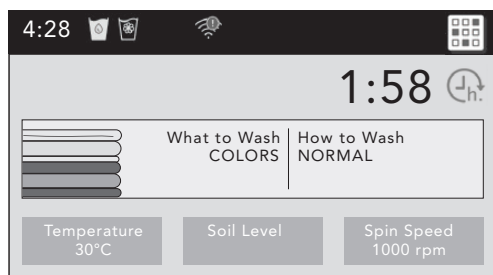 4:28
1:58 h.
What to Wash
COLORS
How to Wash
NORMAL
Temperature
30°C
Soil Level
Spin Speed
1000 rpm